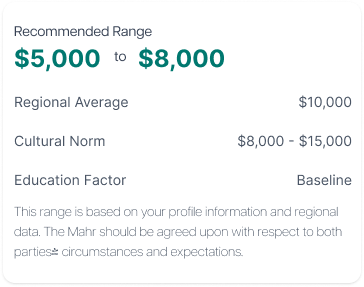 Recommended Range
$5,000 to $8,000
Regional Average $10,000
Cultural Norm $8,000 - $15,000
Education Factor Baseline
This range is based on your profile information and regional
data. The Mahr should be agreed upon with respect to both
parties≐ circumstances and expectations.